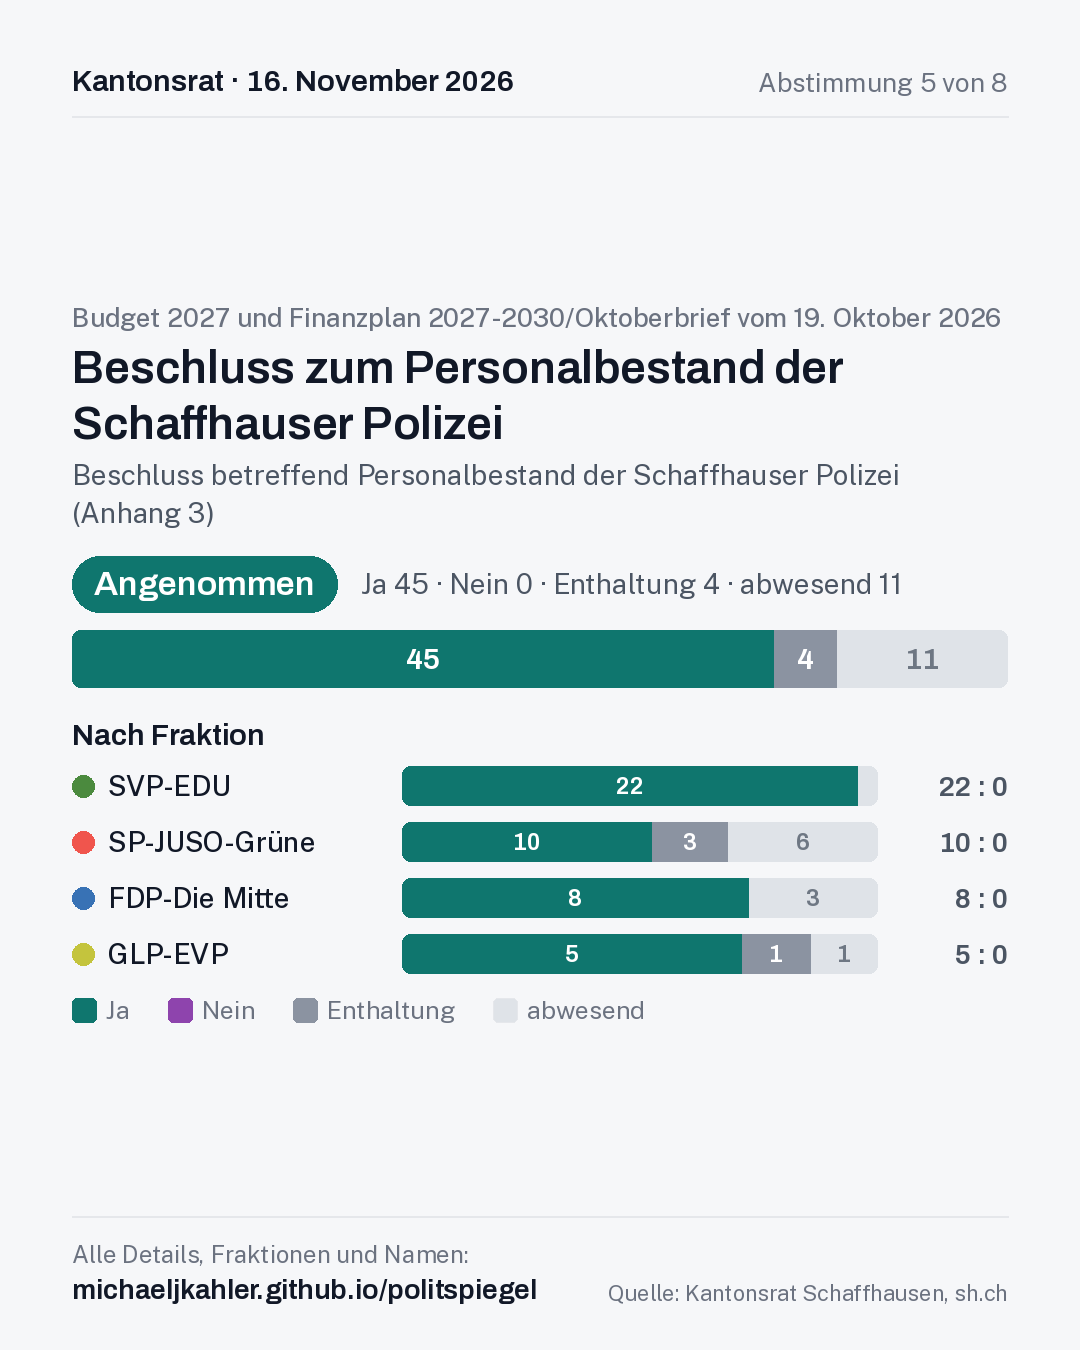 Kantonsrat · 16. November 2026
Abstimmung 5 von 8
Budget 2027 und Finanzplan 2027-2030/Oktoberbrief vom 19. Oktober 2026
Beschluss zum Personalbestand der
Schaffhauser Polizei
Beschluss betreffend Personalbestand der Schaffhauser Polizei
(Anhang 3)
Angenommen
Ja 45 · Nein 0 · Enthaltung 4 · abwesend 11
45 4 11
Nach Fraktion
SVP-EDU 22 22 : 0
SP-JUSO-Grüne 10 3 6 10 : 0
FDP-Die Mitte 8 3 8 : 0
GLP-EVP 5 1 1 5 : 0
Ja Nein Enthaltung abwesend
Alle Details, Fraktionen und Namen:
michaeljkahler.github.io/politspiegel
Quelle: Kantonsrat Schaffhausen, sh.ch